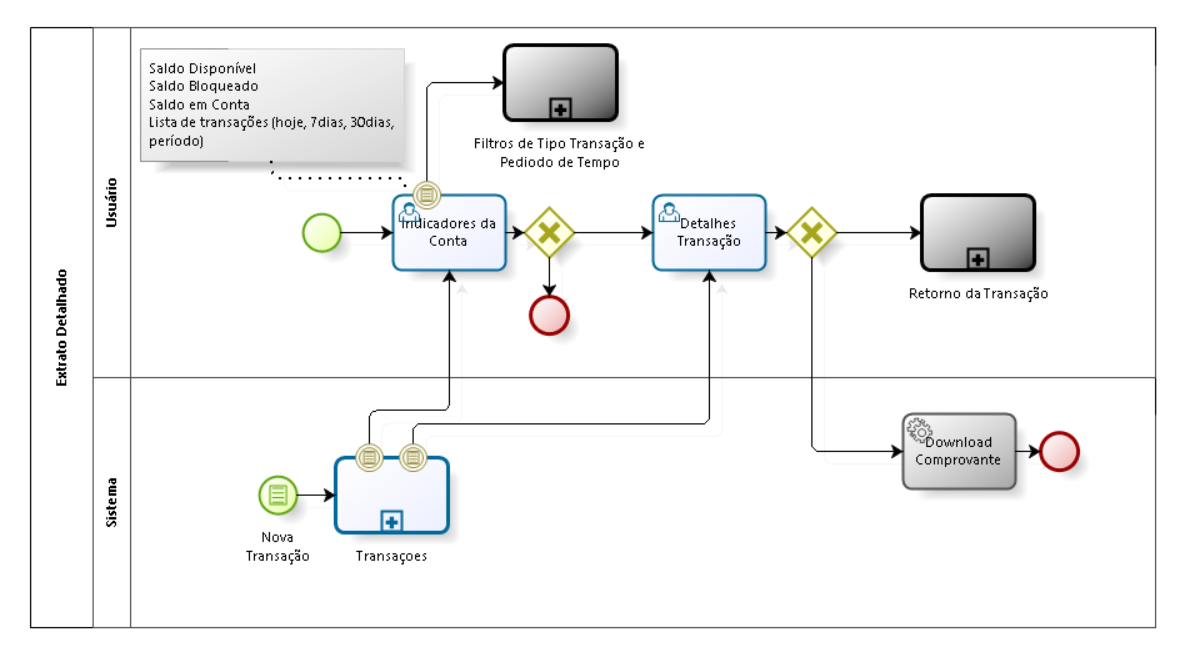 Extrato Detalhado
Usuário
Saldo Disponível
Saldo Bloqueado
Saldo em Conta
Lista de transações (hoje, 7dias, 30dias,
período)
Filtros de Tipo Transação e
Pediodo de Tempo
Indicadores da
Conta
Detalhes
Transação
Retorno da Transação
Sistema
Nova
Transação
Transaçoes
Download
Comprovante